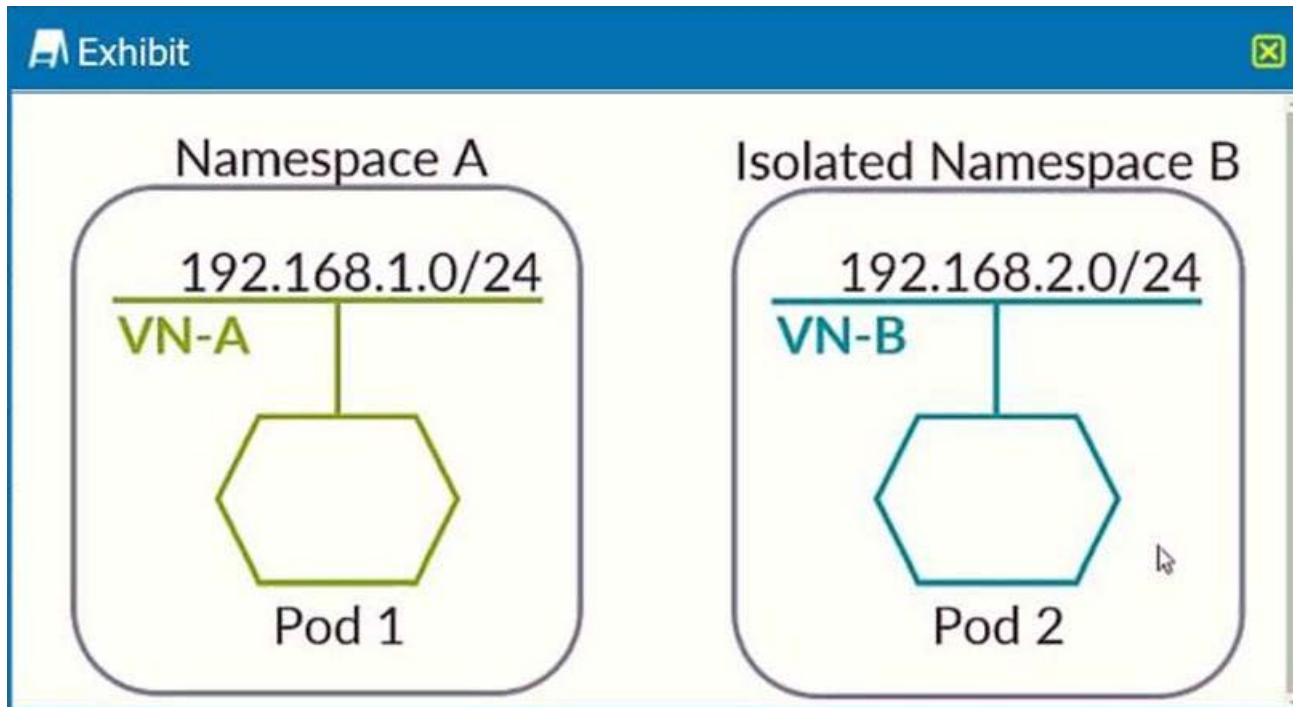 Exhibit
Namespace A
192.168.1.0/24
VN-A
Pod 1
Isolated Namespace B
192.168.2.0/24
VN-B
Pod 2